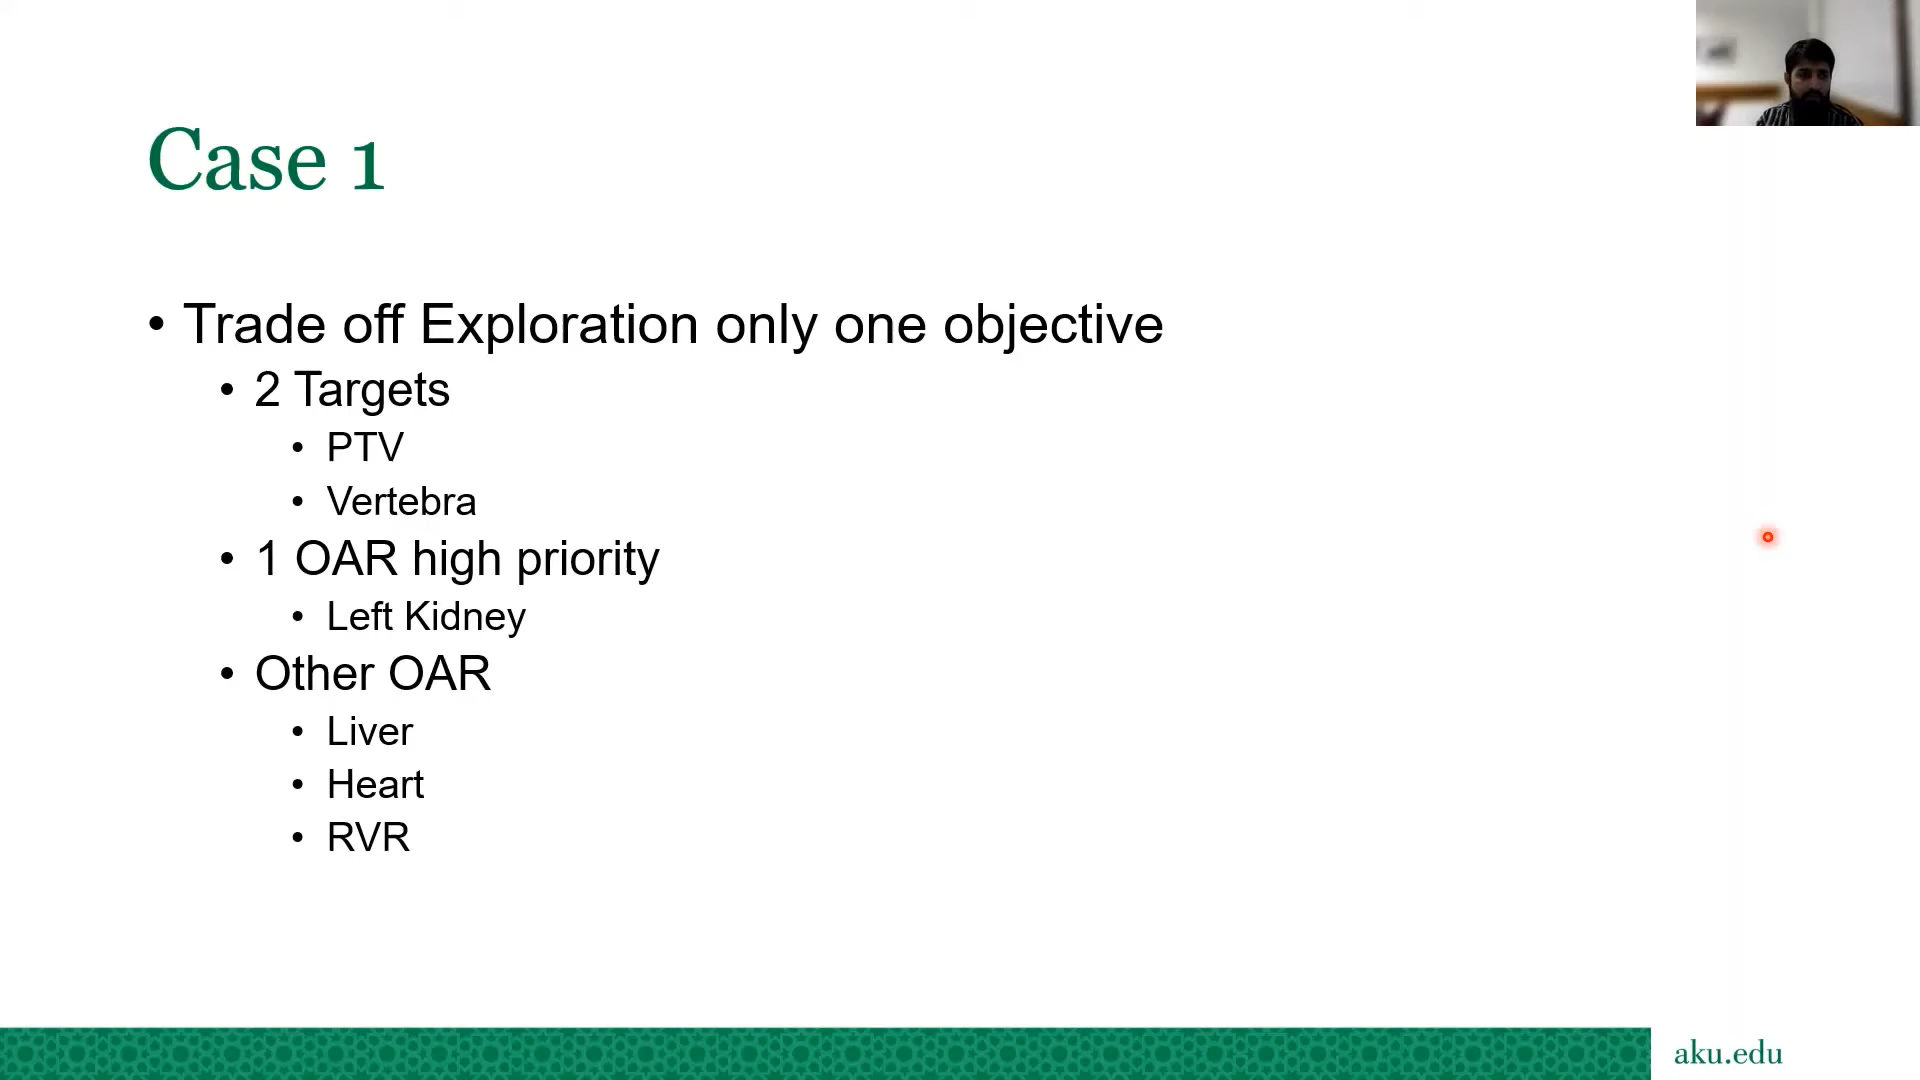 Case 1
• Trade off Exploration only one objective
• 2 Targets
• PTV
• Vertebra
• 1 OAR high priority
• Left Kidney
• Other OAR
• Liver
• Heart
• RVR
aku.edu